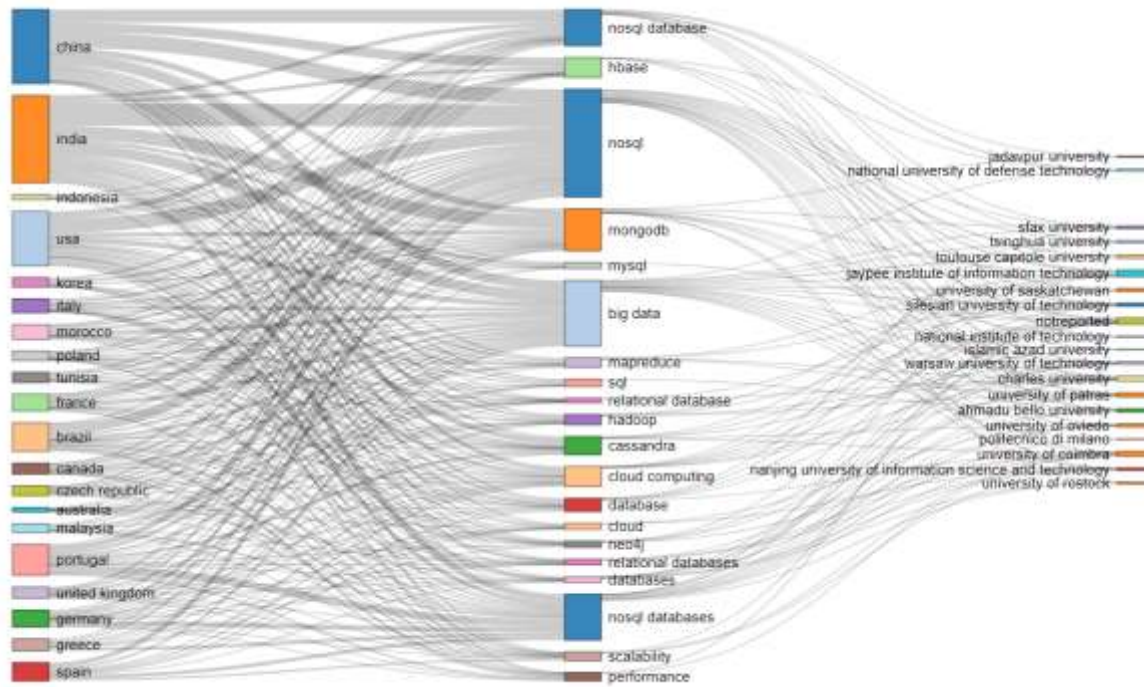 china
india
indonesia
usa
korea
italy
morocco
poland
tunisia
france
brazil
canada
czech republic
australia
malaysia
portugal
united kingdom
germany
greece
spain
nosql database
hbase
nosql
mongodb
mysql
big data
mapreduce
sql
relational database
hadoop
cassandra
cloud computing
database
cloud
neo4j
relational databases
databases
nosql databases
scalability
performance
jadavpur university
national university of defense technology
sfax university
tsinghua university
toulouse capitole university
jaypee institute of information technology
university of saskatchewan
silesian university of technology
notreported
national institute of technology
islamic azad university
warsaw university of technology
charles university
university of patras
ahmadu bello university
university of oviedo
politecnico di milano
university of coimbra
nanjing university of information science and technology
university of rostock